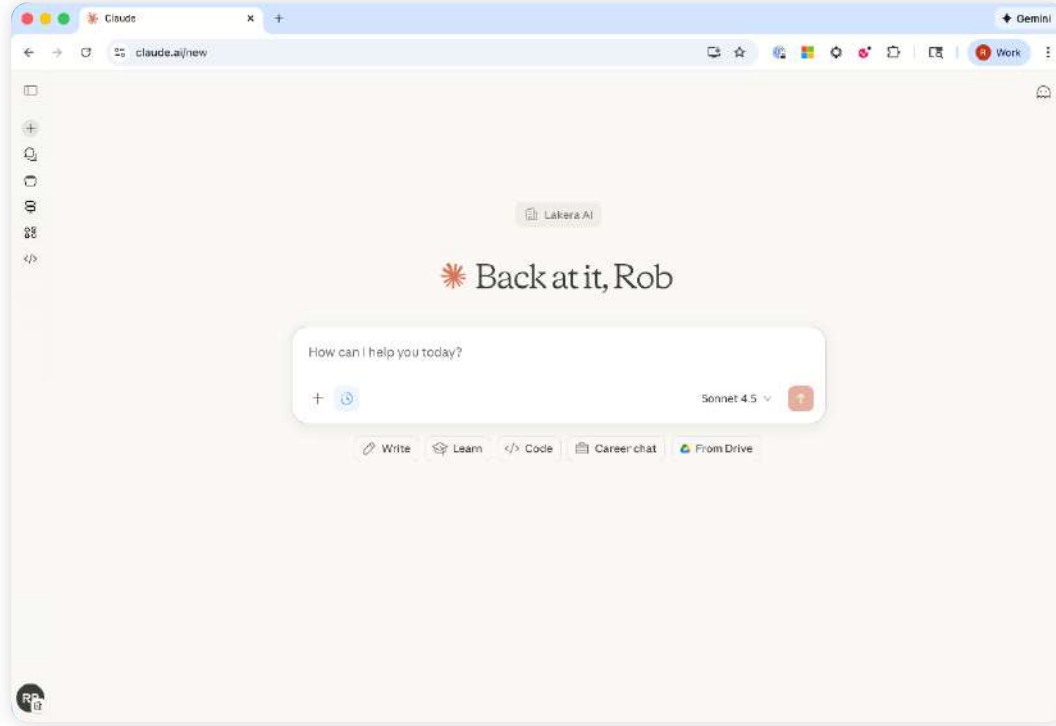 Claude
Gemini
claude.ai/new
R
Work
Lakera AI
Back at it, Rob
How can I help you today?
Sonnet 4.5
Write
Learn
</> Code
Career chat
From Drive